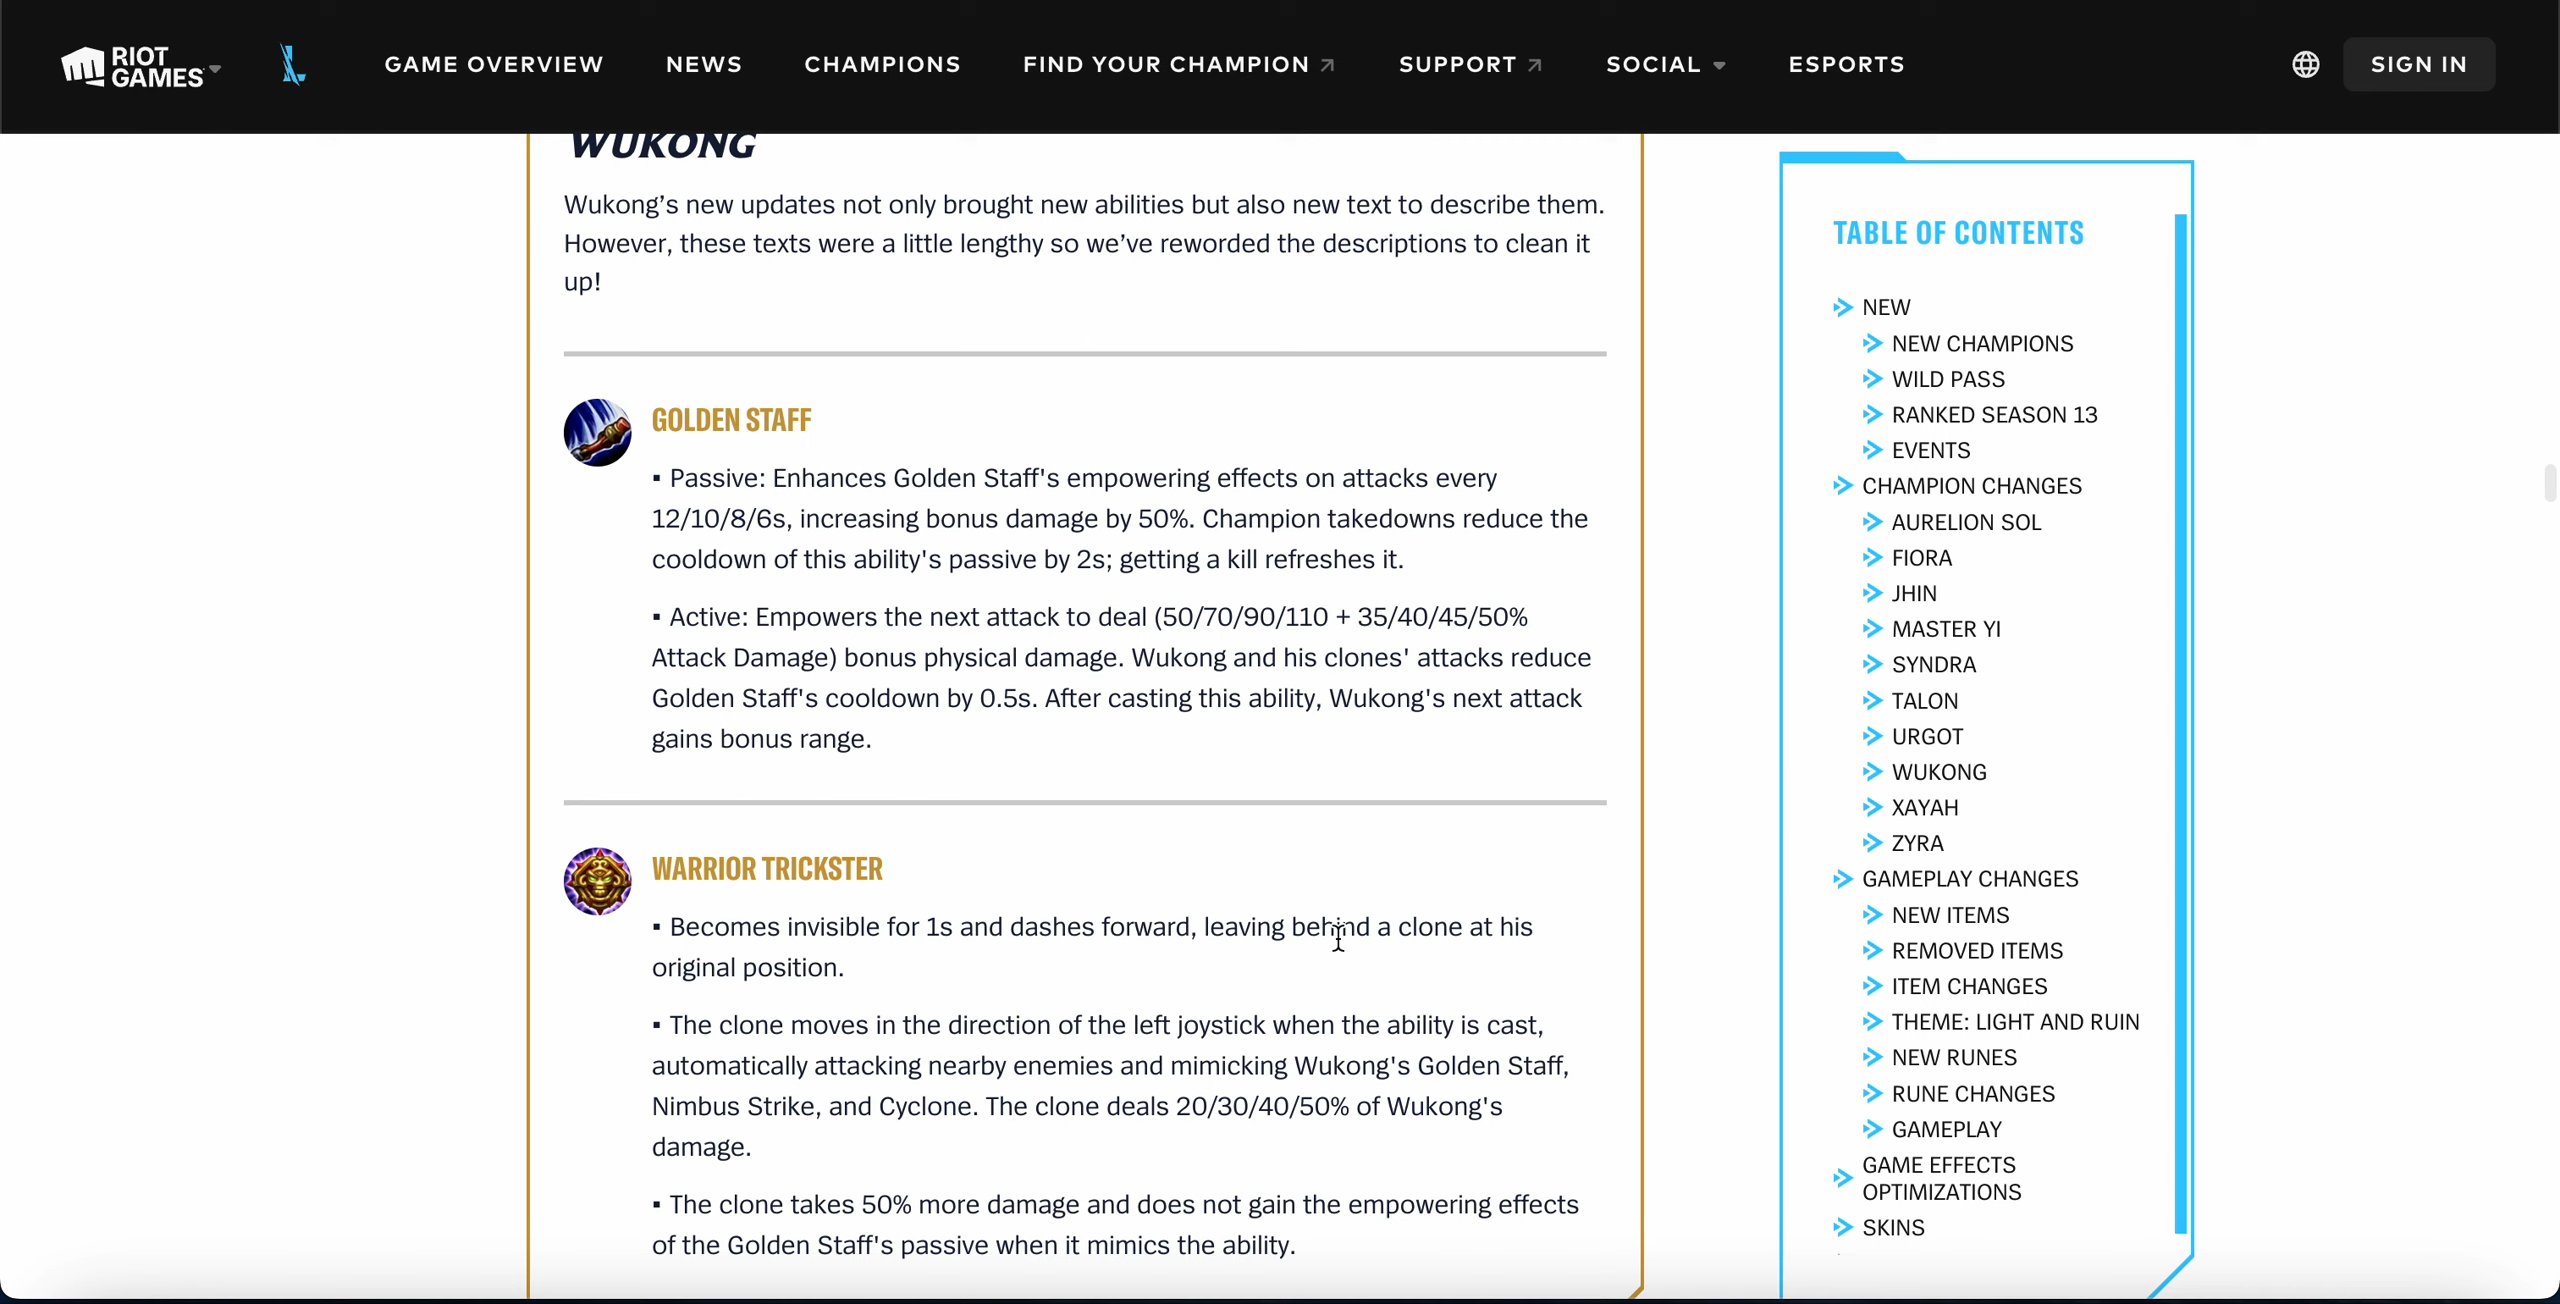 RIOT
GAMES
GAME OVERVIEW
NEWS
CHAMPIONS
FIND YOUR CHAMPION
SUPPORT
SOCIAL
ESPORTS
SIGN IN
WUKONG
Wukong’s new updates not only brought new abilities but also new text to describe them.
However, these texts were a little lengthy so we’ve reworded the descriptions to clean it
up!
GOLDEN STAFF
▪ Passive: Enhances Golden Staff's empowering effects on attacks every
12/10/8/6s, increasing bonus damage by 50%. Champion takedowns reduce the
cooldown of this ability's passive by 2s; getting a kill refreshes it.
▪ Active: Empowers the next attack to deal (50/70/90/110 + 35/40/45/50%
Attack Damage) bonus physical damage. Wukong and his clones' attacks reduce
Golden Staff's cooldown by 0.5s. After casting this ability, Wukong's next attack
gains bonus range.
WARRIOR TRICKSTER
▪ Becomes invisible for 1s and dashes forward, leaving behind a clone at his
original position.
▪ The clone moves in the direction of the left joystick when the ability is cast,
automatically attacking nearby enemies and mimicking Wukong's Golden Staff,
Nimbus Strike, and Cyclone. The clone deals 20/30/40/50% of Wukong's
damage.
▪ The clone takes 50% more damage and does not gain the empowering effects
of the Golden Staff's passive when it mimics the ability.
TABLE OF CONTENTS
NEW
NEW CHAMPIONS
WILD PASS
RANKED SEASON 13
EVENTS
CHAMPION CHANGES
AURELION SOL
FIORA
JHIN
MASTER YI
SYNDRA
TALON
URGOT
WUKONG
XAYAH
ZYRA
GAMEPLAY CHANGES
NEW ITEMS
REMOVED ITEMS
ITEM CHANGES
THEME: LIGHT AND RUIN
NEW RUNES
RUNE CHANGES
GAMEPLAY
GAME EFFECTS
OPTIMIZATIONS
SKINS